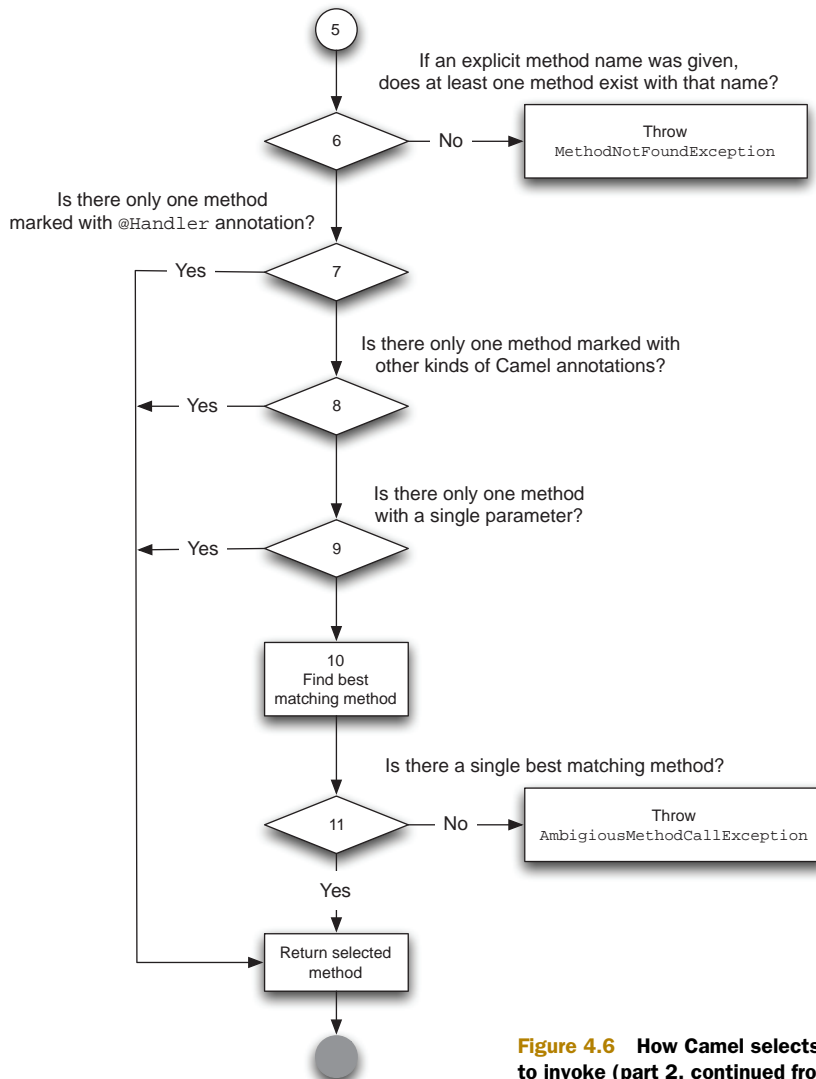 5
If an explicit method name was given,
does at least one method exist with that name?
6
No
Throw
MethodNotFoundException
Is there only one method
marked with @Handler annotation?
Yes
7
Is there only one method marked with
other kinds of Camel annotations?
Yes
8
Is there only one method
with a single parameter?
Yes
9
10
Find best
matching method
Is there a single best matching method?
11
No
Throw
AmbigiousMethodCallException
Yes
Return selected
method
Figure 4.6 How Camel selects
to invoke (part 2, continued fro